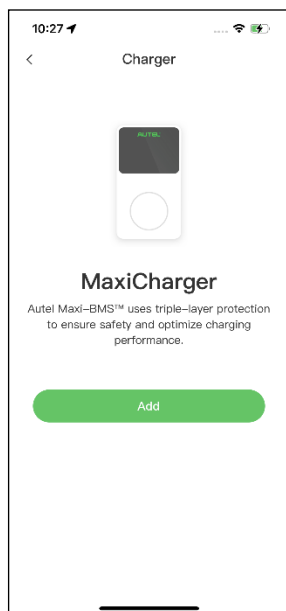 10:27
Charger
AUTEL
MaxiCharger
Autel Maxi-BMS™ uses triple-layer protection
to ensure safety and optimize charging
performance.
Add